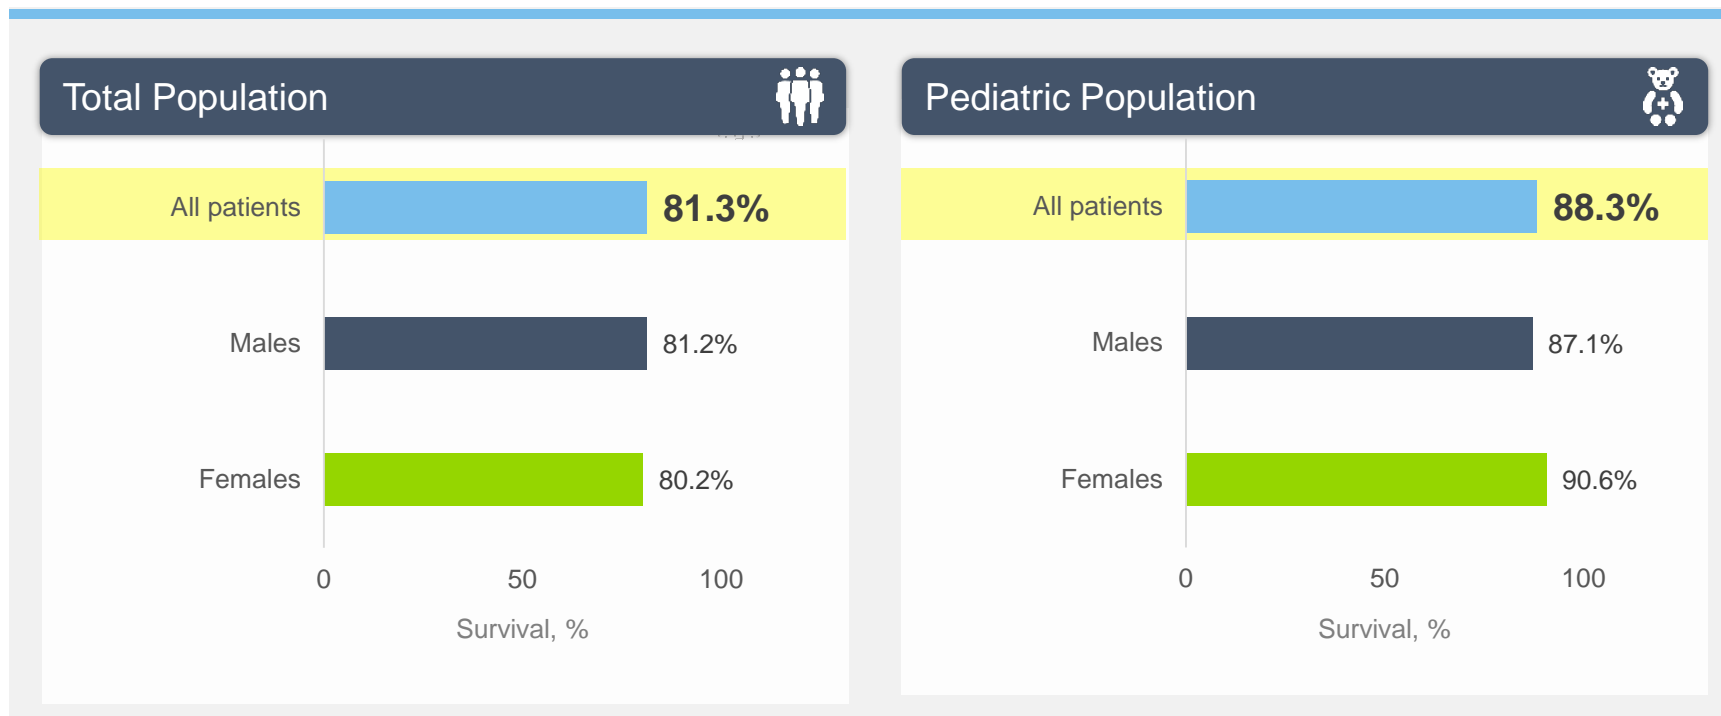 Total Population
All patients
81.3%
Males
81.2%
Females
80.2%
0 50 100
Survival, %
Pediatric Population
All patients
88.3%
Males
87.1%
Females
90.6%
0 50 100
Survival, %